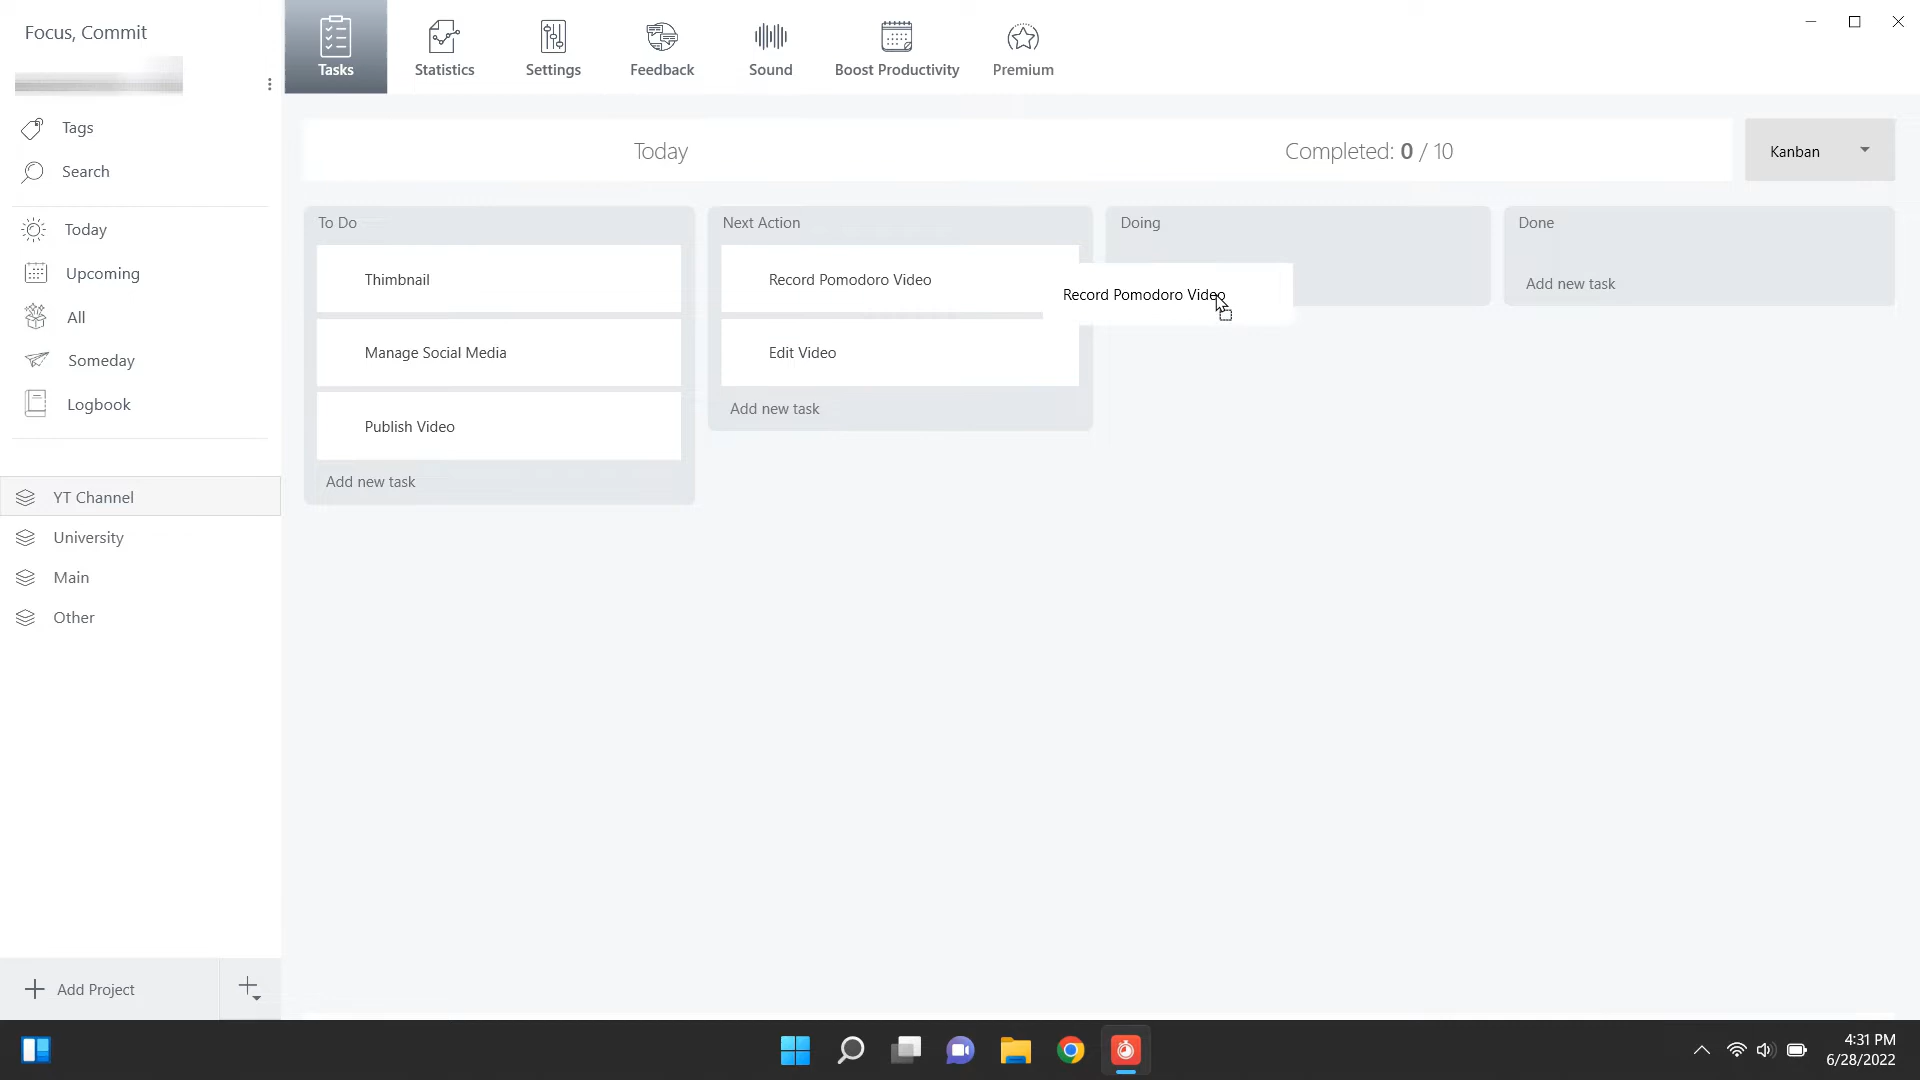 Focus, Commit
Tasks
Statistics
Settings
Feedback
Sound
Boost Productivity
Premium
Tags
Search
Today
Upcoming
All
Someday
Logbook
YT Channel
University
Main
Other
Add Project
Today
Completed: 0 / 10
Kanban
To Do
Thimbnail
Manage Social Media
Publish Video
Add new task
Next Action
Record Pomodoro Video
Edit Video
Add new task
Doing
Record Pomodoro Video
Done
Add new task
4:31 PM
6/28/2022